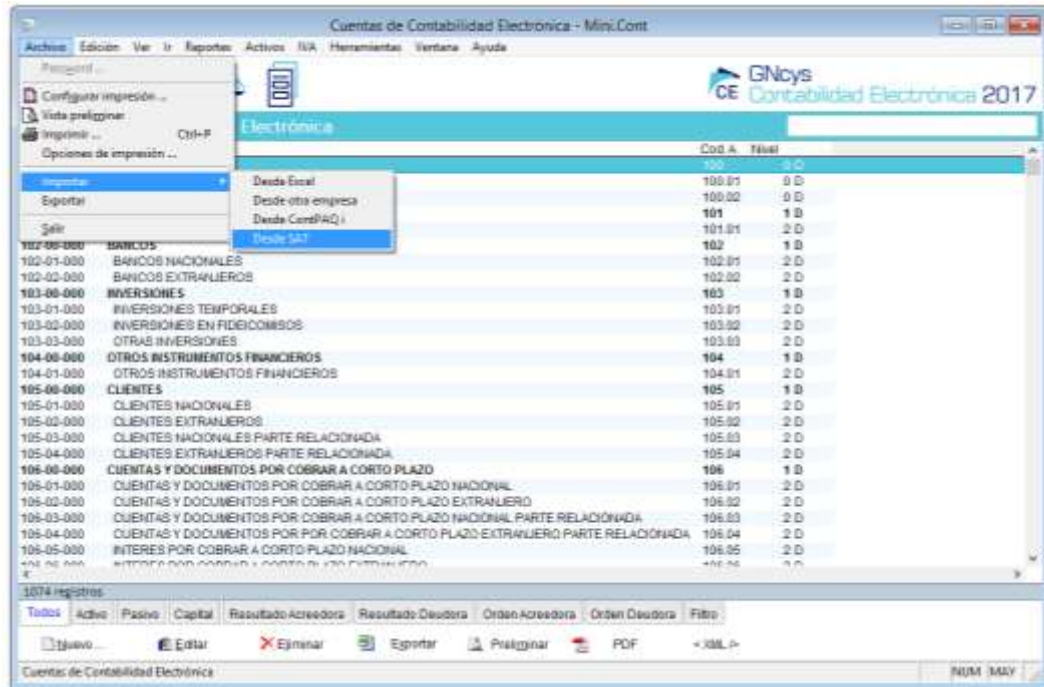 Cuentas de Contabilidad Electrónica - Mini.Cont
Archivo Edición Ver Ir Reportes Activos IVA Herramientas Ventana Ayuda
Password ...
Configurar impresión ...
Vista preliminar
Imprimir ... Ctrl+P
Opciones de impresión ...
Importar
Exportar
Salir
Desde Excel
Desde otra empresa
Desde ContPAQ i
Desde SAT
CE GNcys
Contabilidad Electrónica 2017
Electrónica
Cod A. Nivel
100 0 D
100.01 0 D
100.02 0 D
101 1 D
101.01 2 D
102-00-000 BANCOS 102 1 D
102-01-000 BANCOS NACIONALES 102.01 2 D
102-02-000 BANCOS EXTRANJEROS 102.02 2 D
103-00-000 INVERSIONES 103 1 D
103-01-000 INVERSIONES TEMPORALES 103.01 2 D
103-02-000 INVERSIONES EN FIDEICOMISOS 103.02 2 D
103-03-000 OTRAS INVERSIONES 103.03 2 D
104-00-000 OTROS INSTRUMENTOS FINANCIEROS 104 1 D
104-01-000 OTROS INSTRUMENTOS FINANCIEROS 104.01 2 D
105-00-000 CLIENTES 105 1 D
105-01-000 CLIENTES NACIONALES 105.01 2 D
105-02-000 CLIENTES EXTRANJEROS 105.02 2 D
105-03-000 CLIENTES NACIONALES PARTE RELACIONADA 105.03 2 D
105-04-000 CLIENTES EXTRANJEROS PARTE RELACIONADA 105.04 2 D
106-00-000 CUENTAS Y DOCUMENTOS POR COBRAR A CORTO PLAZO 106 1 D
106-01-000 CUENTAS Y DOCUMENTOS POR COBRAR A CORTO PLAZO NACIONAL 106.01 2 D
106-02-000 CUENTAS Y DOCUMENTOS POR COBRAR A CORTO PLAZO EXTRANJERO 106.02 2 D
106-03-000 CUENTAS Y DOCUMENTOS POR COBRAR A CORTO PLAZO NACIONAL PARTE RELACIONADA 106.03 2 D
106-04-000 CUENTAS Y DOCUMENTOS POR POR COBRAR A CORTO PLAZO EXTRANJERO PARTE RELACIONADA 106.04 2 D
106-05-000 INTERES POR COBRAR A CORTO PLAZO NACIONAL 106.05 2 D
1074 registros
Todos Activo Pasivo Capital Resultado Acreedora Resultado Deudora Orden Acreedora Orden Deudora Filtro
Nuevo... Editar Eliminar Exportar Preliminar PDF <XML />
Cuentas de Contabilidad Electrónica NUM MAY